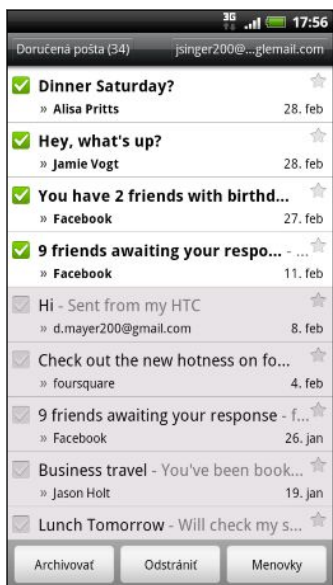 3G 17:56
Doručená pošta (34) jsinger200@...glemail.com
Dinner Saturday?
» Alisa Pritts 28. feb
Hey, what's up?
» Jamie Vogt 28. feb
You have 2 friends with birthd...
» Facebook 27. feb
9 friends awaiting your respo... - ...
» Facebook 11. feb
Hi - Sent from my HTC
» d.mayer200@gmail.com 8. feb
Check out the new hotness on fo...
» foursquare 4. feb
9 friends awaiting your response - f...
» Facebook 26. jan
Business travel - You've been book...
» Jason Holt 19. jan
Lunch Tomorrow - Will check my s...
Archivovať Odstrániť Menovky